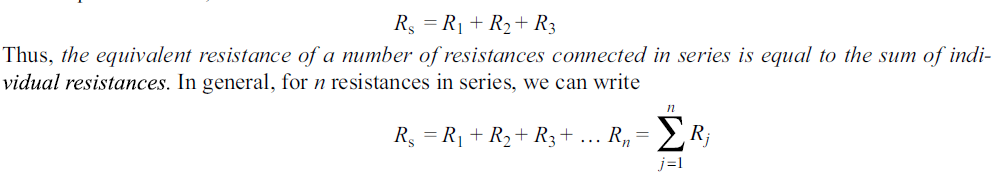 R_s = R_1 + R_2 + R_3
Thus, the equivalent resistance of a number of resistances connected in series is equal to the sum of indi-
vidual resistances. In general, for n resistances in series, we can write
R_s = R_1 + R_2 + R_3 + ... R_n = \sum_{j=1}^{n} R_j